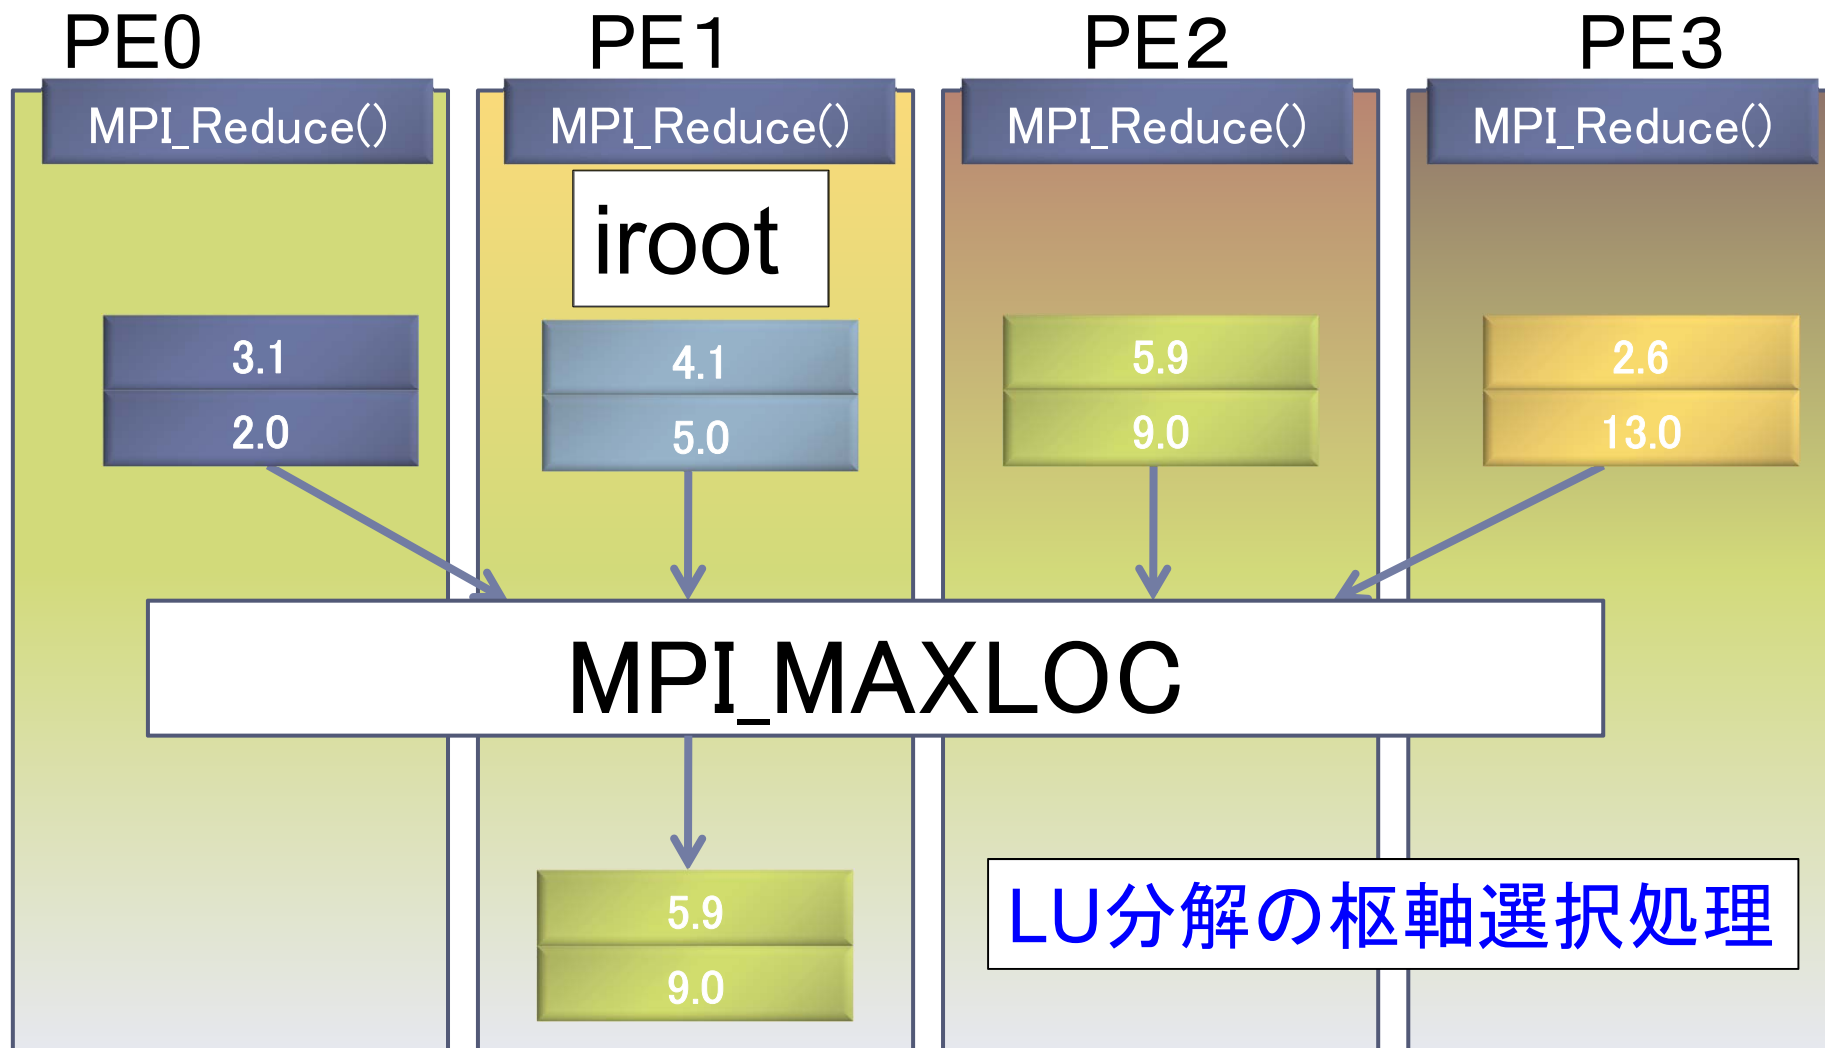 PE0
PE1
PE2
PE3
MPI_Reduce()
MPI_Reduce()
MPI_Reduce()
MPI_Reduce()
iroot
3.1
2.0
4.1
5.0
5.9
9.0
2.6
13.0
MPI_MAXLOC
5.9
9.0
LU分解の枢軸選択処理